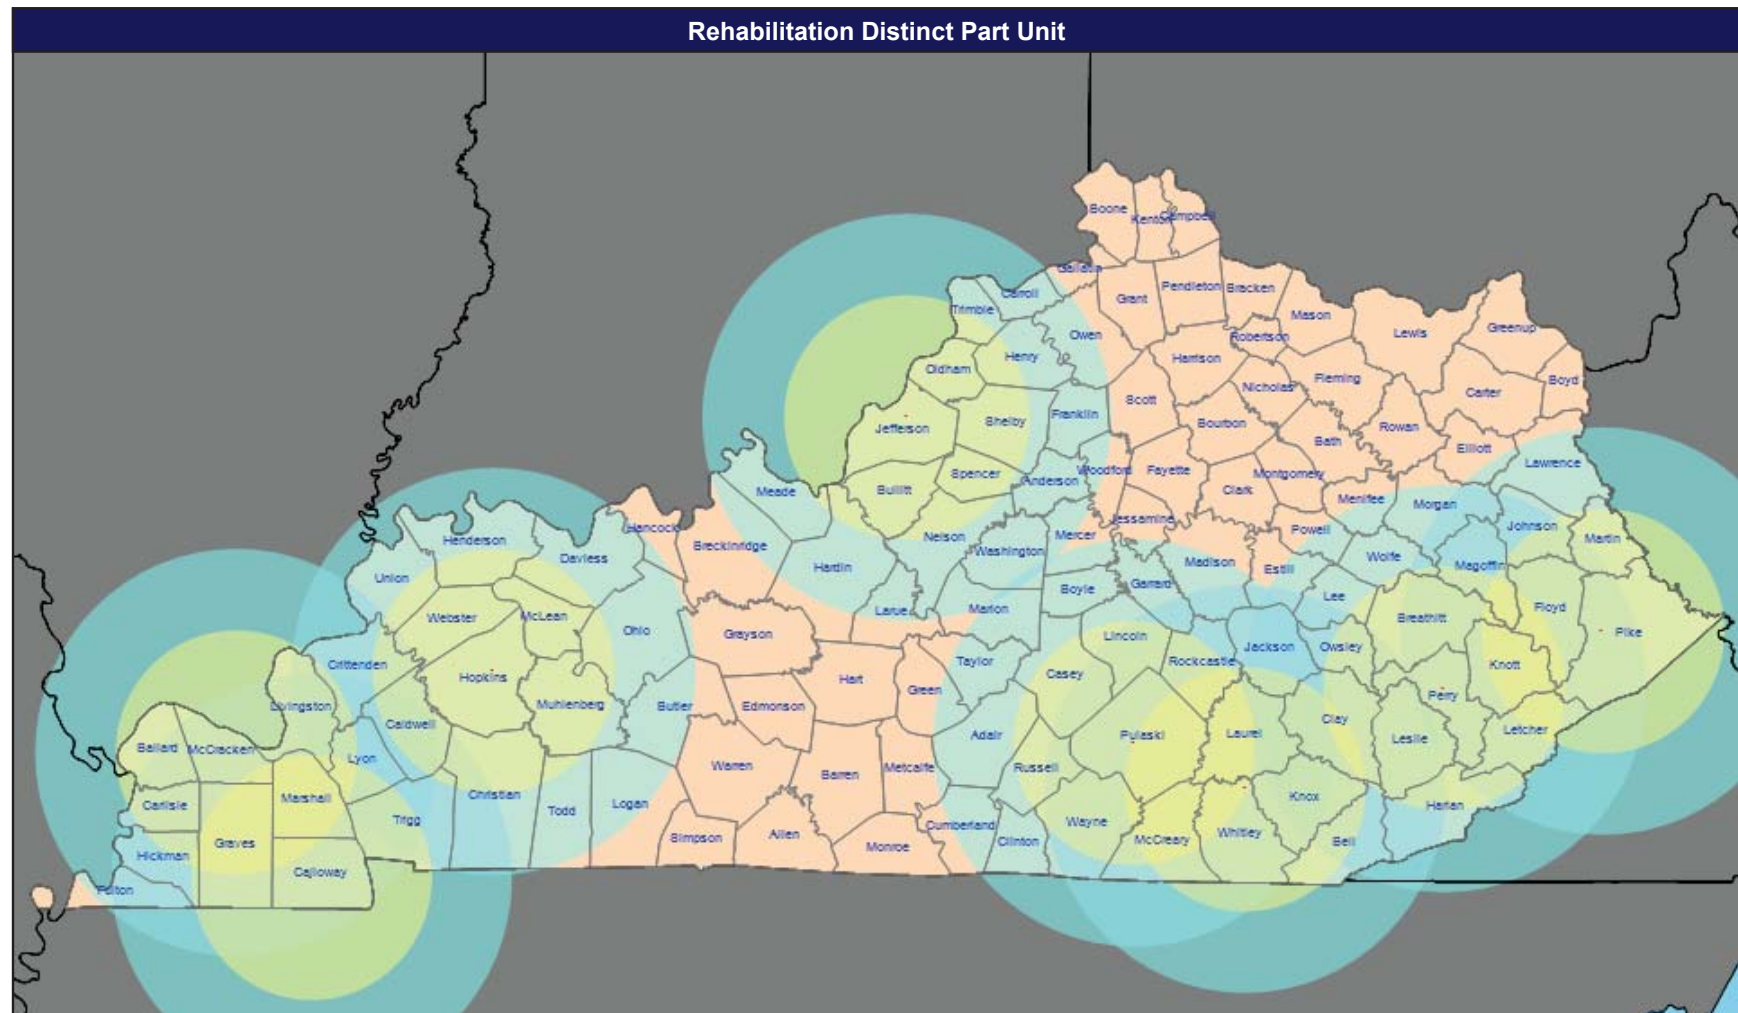 Rehabilitation Distinct Part Unit
Boone
Kenton
Campbell
Gallatin
Carroll
Trimble
Grant
Pendleton
Bracken
Mason
Owen
Robertson
Lewis
Greenup
Henry
Harrison
Oldham
Nicholas
Fleming
Boyd
Carter
Scott
Franklin
Shelby
Jefferson
Bourbon
Rowan
Bath
Elliott
Lawrence
Woodford
Fayette
Montgomery
Spencer
Anderson
Bullitt
Meade
Clark
Menifee
Morgan
Jessamine
Hancock
Powell
Johnson
Martin
Henderson
Breckinridge
Nelson
Mercer
Washington
Daviess
Hardin
Madison
Estill
Wolfe
Magoffin
Union
Boyle
Garrard
Lee
Larue
Marion
Floyd
Webster
McLean
Ohio
Grayson
Lincoln
Breathitt
Pike
Crittenden
Taylor
Rockcastle
Jackson
Owsley
Knott
Hopkins
Hart
Green
Casey
Livingston
Muhlenberg
Butler
Edmonson
Perry
Caldwell
Clay
Ballard
McCracken
Adair
Pulaski
Laurel
Leslie
Letcher
Lyon
Warren
Barren
Metcalfe
Russell
Carlisle
Marshall
Christian
Todd
Logan
Knox
Harlan
Trigg
Simpson
Allen
Cumberland
Wayne
Graves
Monroe
Clinton
McCreary
Whitley
Bell
Hickman
Calloway
Fulton